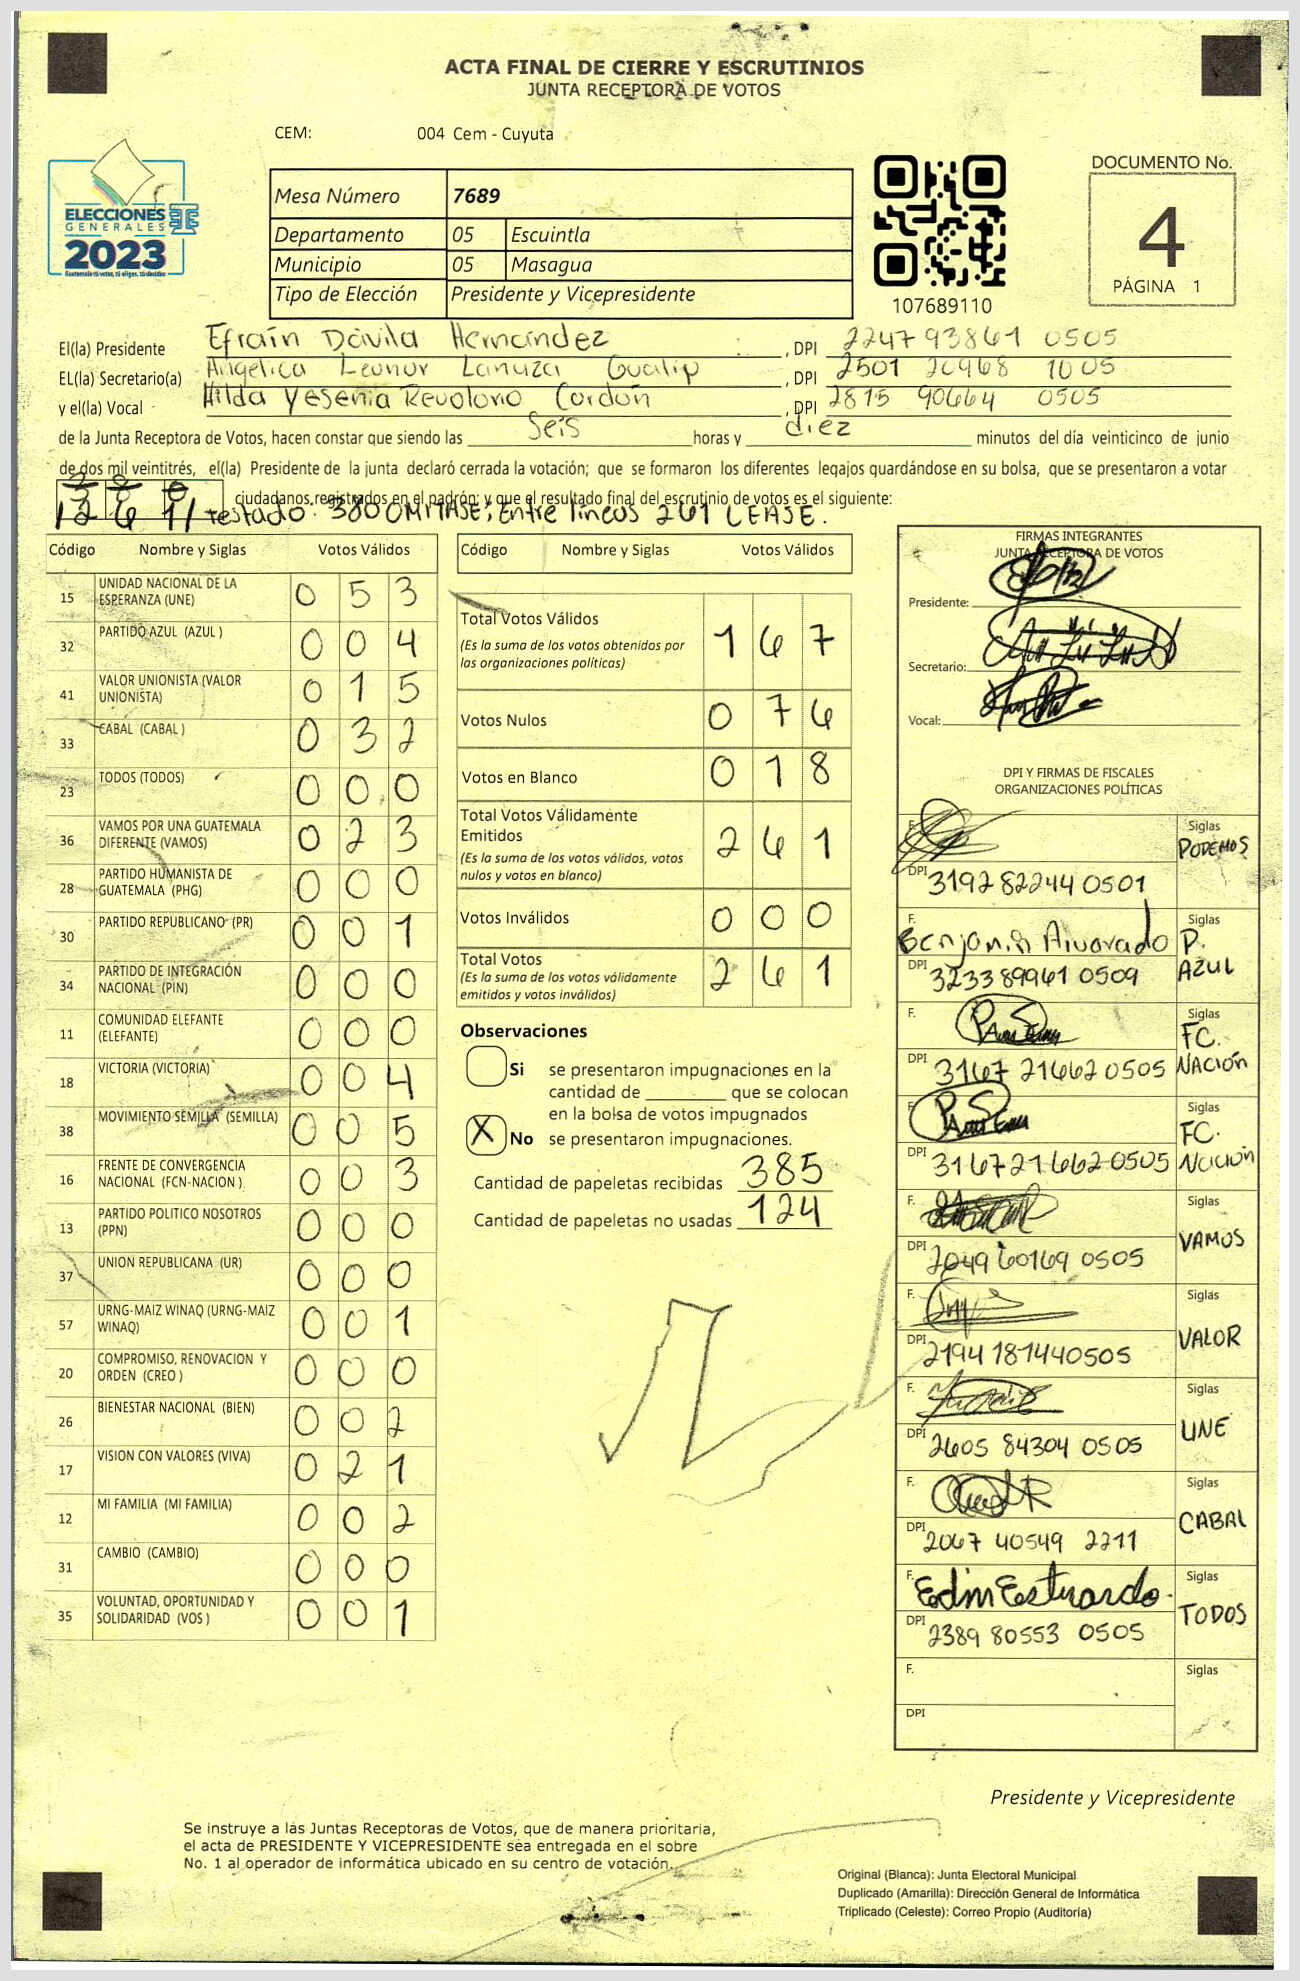 ACTA FINAL DE CIERRE Y ESCRUTINIOS
JUNTA RECEPTORA DE VOTOS
CEM: 004 Cem - Cuyuta
ELECCIONES
GENERALES
2023
Mesa Número 7689
Departamento 05 Escuintla
Municipio 05 Masagua
Tipo de Elección Presidente y Vicepresidente
107689110
DOCUMENTO No.
4
PÁGINA 1
El(la) Presidente Efraín Dávila Hernández, DPI 2247 93861 0505
EL(la) Secretario(a) Angelica Leonor Lanuza Gualip, DPI 2501 20968 1005
y el(la) Vocal Hilda Yesenia Revolorio Cordón, DPI 2815 90664 0505
de la Junta Receptora de Votos, hacen constar que siendo las Seis horas y diez minutos del día veinticinco de junio
de dos mil veintitrés, el(la) Presidente de la junta declaró cerrada la votación; que se formaron los diferentes legajos guardándose en su bolsa, que se presentaron a votar
380
ciudadanos registrados en el padrón; y que el resultado final del escrutinio de votos es el siguiente:
261 testado: 380 OMITASE; Entre líneas 261 LEASE.
Código Nombre y Siglas Votos Válidos
15 UNIDAD NACIONAL DE LA ESPERANZA (UNE) 0 5 3
32 PARTIDO AZUL (AZUL ) 0 0 4
41 VALOR UNIONISTA (VALOR UNIONISTA) 0 1 5
33 CABAL (CABAL ) 0 3 2
23 TODOS (TODOS) 0 0 0
36 VAMOS POR UNA GUATEMALA DIFERENTE (VAMOS) 0 2 3
28 PARTIDO HUMANISTA DE GUATEMALA (PHG) 0 0 0
30 PARTIDO REPUBLICANO (PR) 0 0 1
34 PARTIDO DE INTEGRACIÓN NACIONAL (PIN) 0 0 0
11 COMUNIDAD ELEFANTE (ELEFANTE) 0 0 0
18 VICTORIA (VICTORIA) 0 0 4
38 MOVIMIENTO SEMILLA (SEMILLA) 0 0 5
16 FRENTE DE CONVERGENCIA NACIONAL (FCN-NACION ) 0 0 3
13 PARTIDO POLITICO NOSOTROS (PPN) 0 0 0
37 UNION REPUBLICANA (UR) 0 0 0
57 URNG-MAIZ WINAQ (URNG-MAIZ WINAQ) 0 0 1
20 COMPROMISO, RENOVACION Y ORDEN (CREO ) 0 0 0
26 BIENESTAR NACIONAL (BIEN) 0 0 2
17 VISION CON VALORES (VIVA) 0 2 1
12 MI FAMILIA (MI FAMILIA) 0 0 2
31 CAMBIO (CAMBIO) 0 0 0
35 VOLUNTAD, OPORTUNIDAD Y SOLIDARIDAD (VOS ) 0 0 1
Código Nombre y Siglas Votos Válidos
Total Votos Válidos 1 6 7
(Es la suma de los votos obtenidos por
las organizaciones políticas)
Votos Nulos 0 7 6
Votos en Blanco 0 1 8
Total Votos Válidamente
Emitidos 2 6 1
(Es la suma de los votos válidos, votos
nulos y votos en blanco)
Votos Inválidos 0 0 0
Total Votos 2 6 1
(Es la suma de los votos válidamente
emitidos y votos inválidos)
Observaciones
Si se presentaron impugnaciones en la
cantidad de ________ que se colocan
en la bolsa de votos impugnados
X No se presentaron impugnaciones.
Cantidad de papeletas recibidas 385
Cantidad de papeletas no usadas 124
FIRMAS INTEGRANTES
JUNTA RECEPTORA DE VOTOS
Presidente:
Secretario:
Vocal:
DPI Y FIRMAS DE FISCALES
ORGANIZACIONES POLÍTICAS
F. Siglas PODEMOS
DPI 3192 82244 0501
F. Benjamin Alvarado Siglas P. AZUL
DPI 3233 89961 0509
F. Siglas FC. NACIÓN
DPI 3167 21662 0505
F. Siglas FC. NACIÓN
DPI 3167 21662 0505
F. Siglas VAMOS
DPI 2049 60169 0505
F. Siglas VALOR
DPI 2194 18144 0505
F. Siglas UNE
DPI 2605 84304 0505
F. Siglas CABAL
DPI 2067 40549 2211
F. Edin Estuardo Siglas TODOS
DPI 2389 80553 0505
F. Siglas
DPI
Presidente y Vicepresidente
Se instruye a las Juntas Receptoras de Votos, que de manera prioritaria,
el acta de PRESIDENTE Y VICEPRESIDENTE sea entregada en el sobre
No. 1 al operador de informática ubicado en su centro de votación.
Original (Blanca): Junta Electoral Municipal
Duplicado (Amarilla): Dirección General de Informática
Triplicado (Celeste): Correo Propio (Auditoría)